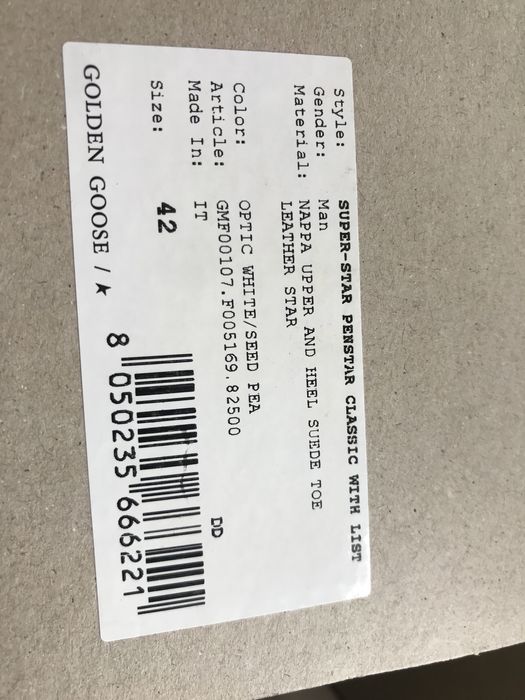 Style: SUPER-STAR PENSTAR CLASSIC WITH LIST
Gender: Man
Material: NAPPA UPPER AND HEEL SUEDE TOE
LEATHER STAR
Color: OPTIC WHITE/SEED PEA
Article: GMF00107.F005169.82500
Made In: IT
DD
Size: 42
8 050235 666221
GOLDEN GOOSE /